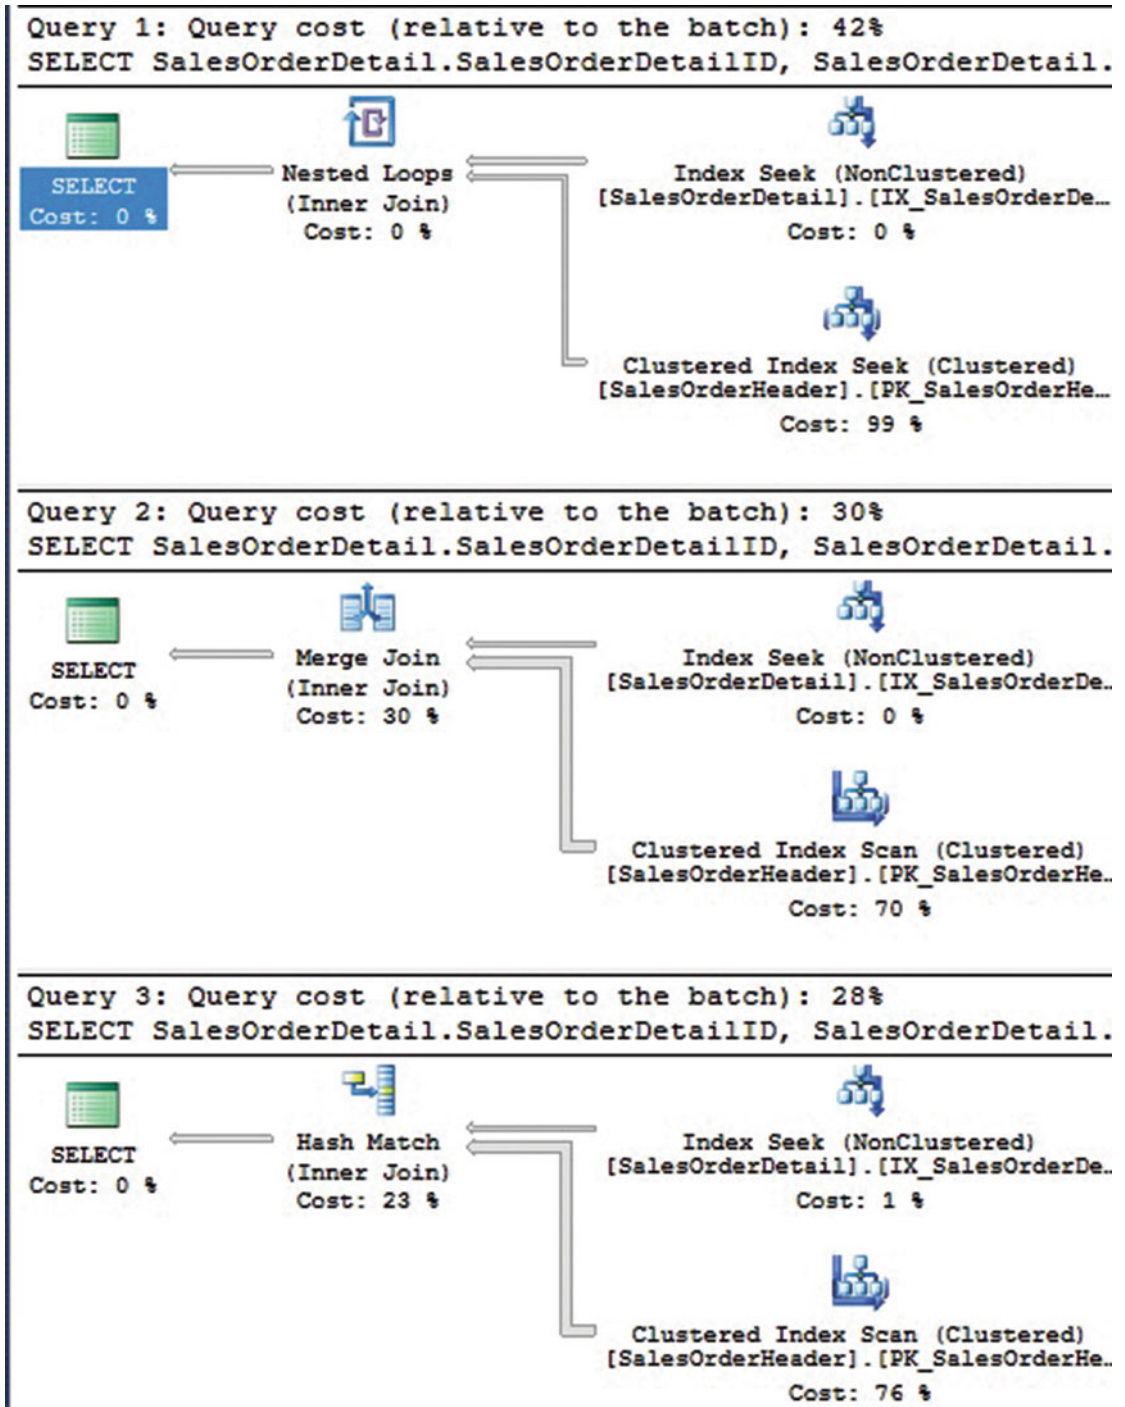 Query 1: Query cost (relative to the batch): 42%
SELECT SalesOrderDetail.SalesOrderDetailID, SalesOrderDetail.
SELECT
Cost: 0 %
Nested Loops
(Inner Join)
Cost: 0 %
Index Seek (NonClustered)
[SalesOrderDetail].[IX_SalesOrderDe…
Cost: 0 %
Clustered Index Seek (Clustered)
[SalesOrderHeader].[PK_SalesOrderHe…
Cost: 99 %
Query 2: Query cost (relative to the batch): 30%
SELECT SalesOrderDetail.SalesOrderDetailID, SalesOrderDetail.
SELECT
Cost: 0 %
Merge Join
(Inner Join)
Cost: 30 %
Index Seek (NonClustered)
[SalesOrderDetail].[IX_SalesOrderDe..
Cost: 0 %
Clustered Index Scan (Clustered)
[SalesOrderHeader].[PK_SalesOrderHe..
Cost: 70 %
Query 3: Query cost (relative to the batch): 28%
SELECT SalesOrderDetail.SalesOrderDetailID, SalesOrderDetail.
SELECT
Cost: 0 %
Hash Match
(Inner Join)
Cost: 23 %
Index Seek (NonClustered)
[SalesOrderDetail].[IX_SalesOrderDe..
Cost: 1 %
Clustered Index Scan (Clustered)
[SalesOrderHeader].[PK_SalesOrderHe..
Cost: 76 %